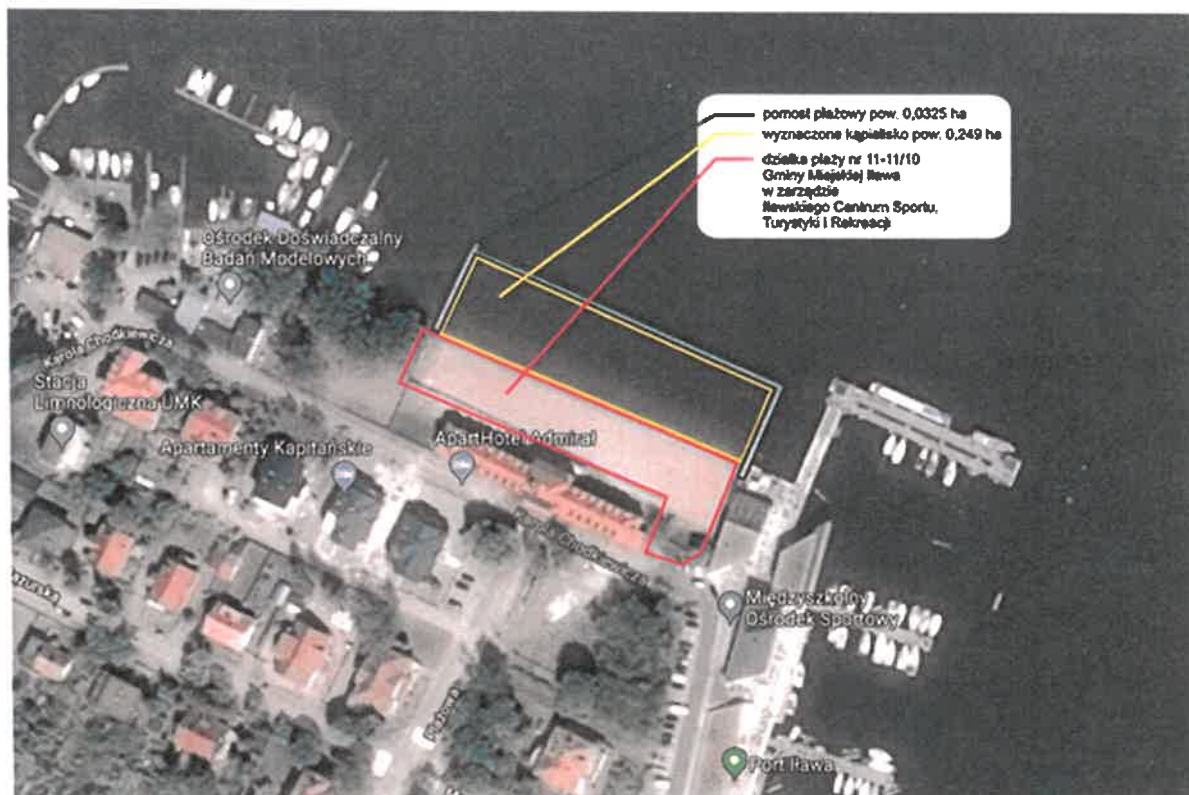 pomost plażowy pow. 0,0325 ha
wyznaczone kąpielisko pow. 0,249 ha
działka plaży nr 11-11/10
Gminy Miejskiej Iława
w zarządzie
Iławskiego Centrum Sportu,
Turystyki i Rekreacji
Ośrodek Doświadczalny
Badań Modelowych
Karola Chodkiewicza
Stacja
Limnologiczna UMK
Apartamenty Kapitańskie
ApartHotel Admirał
Chodkiewicza
Międzyszkolny
Ośrodek Sportowy
Plażowa
Port Iława